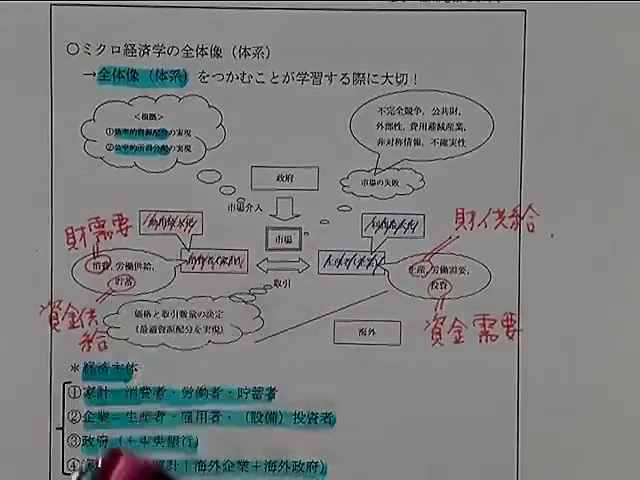 ○ミクロ経済学の全体像（体系）
→全体像（体系）をつかむことが学習する際に大切！
＜根拠＞
①効率的資源配分の実現
②公平的所得分配の実現
不完全競争，公共財，
外部性，費用逓減産業，
非対称情報，不確実性
政府
市場の失敗
市場介入
財需要
財供給
市場
消費，労働供給，
貯蓄
生産，労働需要，
投資
取引
資金供給
価格と取引数量の決定
（最適資源配分を実現）
海外
資金需要
＊経済主体
①家計＝消費者・労働者・貯蓄者
②企業＝生産者・雇用者・（設備）投資者
③政府（＋中央銀行）
④ 海外企業＋海外政府）